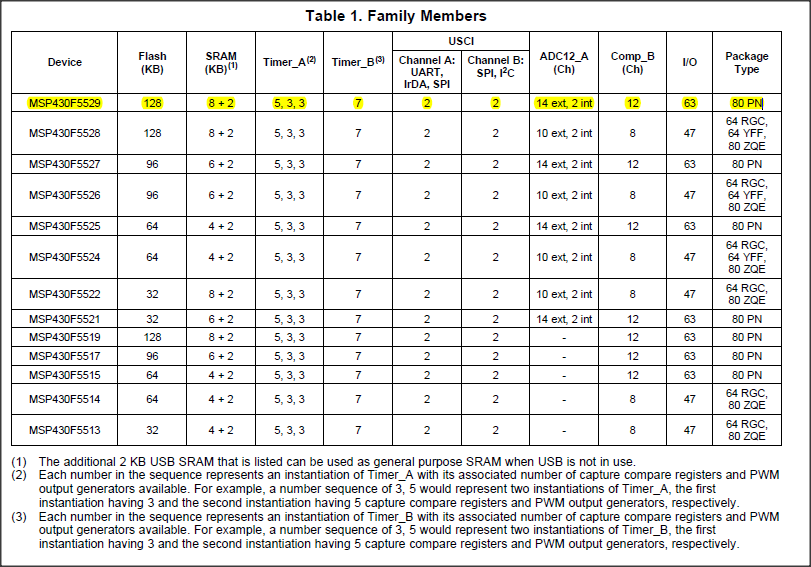 Table 1. Family Members
Device Flash (KB) SRAM (KB)(1) Timer_A(2) Timer_B(3) USCI Channel A: UART, IrDA, SPI Channel B: SPI, I2C ADC12_A (Ch) Comp_B (Ch) I/O Package Type
MSP430F5529 128 8 + 2 5, 3, 3 7 2 2 14 ext, 2 int 12 63 80 PN
MSP430F5528 128 8 + 2 5, 3, 3 7 2 2 10 ext, 2 int 8 47 64 RGC, 64 YFF, 80 ZQE
MSP430F5527 96 6 + 2 5, 3, 3 7 2 2 14 ext, 2 int 12 63 80 PN
MSP430F5526 96 6 + 2 5, 3, 3 7 2 2 10 ext, 2 int 8 47 64 RGC, 64 YFF, 80 ZQE
MSP430F5525 64 4 + 2 5, 3, 3 7 2 2 14 ext, 2 int 12 63 80 PN
MSP430F5524 64 4 + 2 5, 3, 3 7 2 2 10 ext, 2 int 8 47 64 RGC, 64 YFF, 80 ZQE
MSP430F5522 32 8 + 2 5, 3, 3 7 2 2 10 ext, 2 int 8 47 64 RGC, 80 ZQE
MSP430F5521 32 6 + 2 5, 3, 3 7 2 2 14 ext, 2 int 12 63 80 PN
MSP430F5519 128 8 + 2 5, 3, 3 7 2 2 - 12 63 80 PN
MSP430F5517 96 6 + 2 5, 3, 3 7 2 2 - 12 63 80 PN
MSP430F5515 64 4 + 2 5, 3, 3 7 2 2 - 12 63 80 PN
MSP430F5514 64 4 + 2 5, 3, 3 7 2 2 - 8 47 64 RGC, 80 ZQE
MSP430F5513 32 4 + 2 5, 3, 3 7 2 2 - 8 47 64 RGC, 80 ZQE
(1) The additional 2 KB USB SRAM that is listed can be used as general purpose SRAM when USB is not in use.
(2) Each number in the sequence represents an instantiation of Timer_A with its associated number of capture compare registers and PWM
output generators available. For example, a number sequence of 3, 5 would represent two instantiations of Timer_A, the first
instantiation having 3 and the second instantiation having 5 capture compare registers and PWM output generators, respectively.
(3) Each number in the sequence represents an instantiation of Timer_B with its associated number of capture compare registers and PWM
output generators available. For example, a number sequence of 3, 5 would represent two instantiations of Timer_B, the first
instantiation having 3 and the second instantiation having 5 capture compare registers and PWM output generators, respectively.